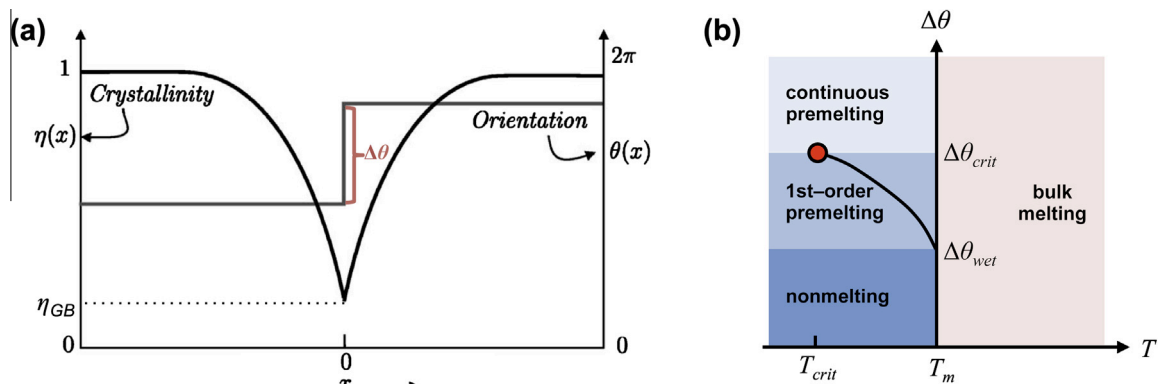 (a)
1
Crystallinity
η(x)
η_GB
0
0
x
2π
Orientation
θ(x)
Δθ
0
(b)
Δθ
continuous
premelting
Δθ_crit
1st–order
premelting
bulk
melting
Δθ_wet
nonmelting
T_crit
T_m
T